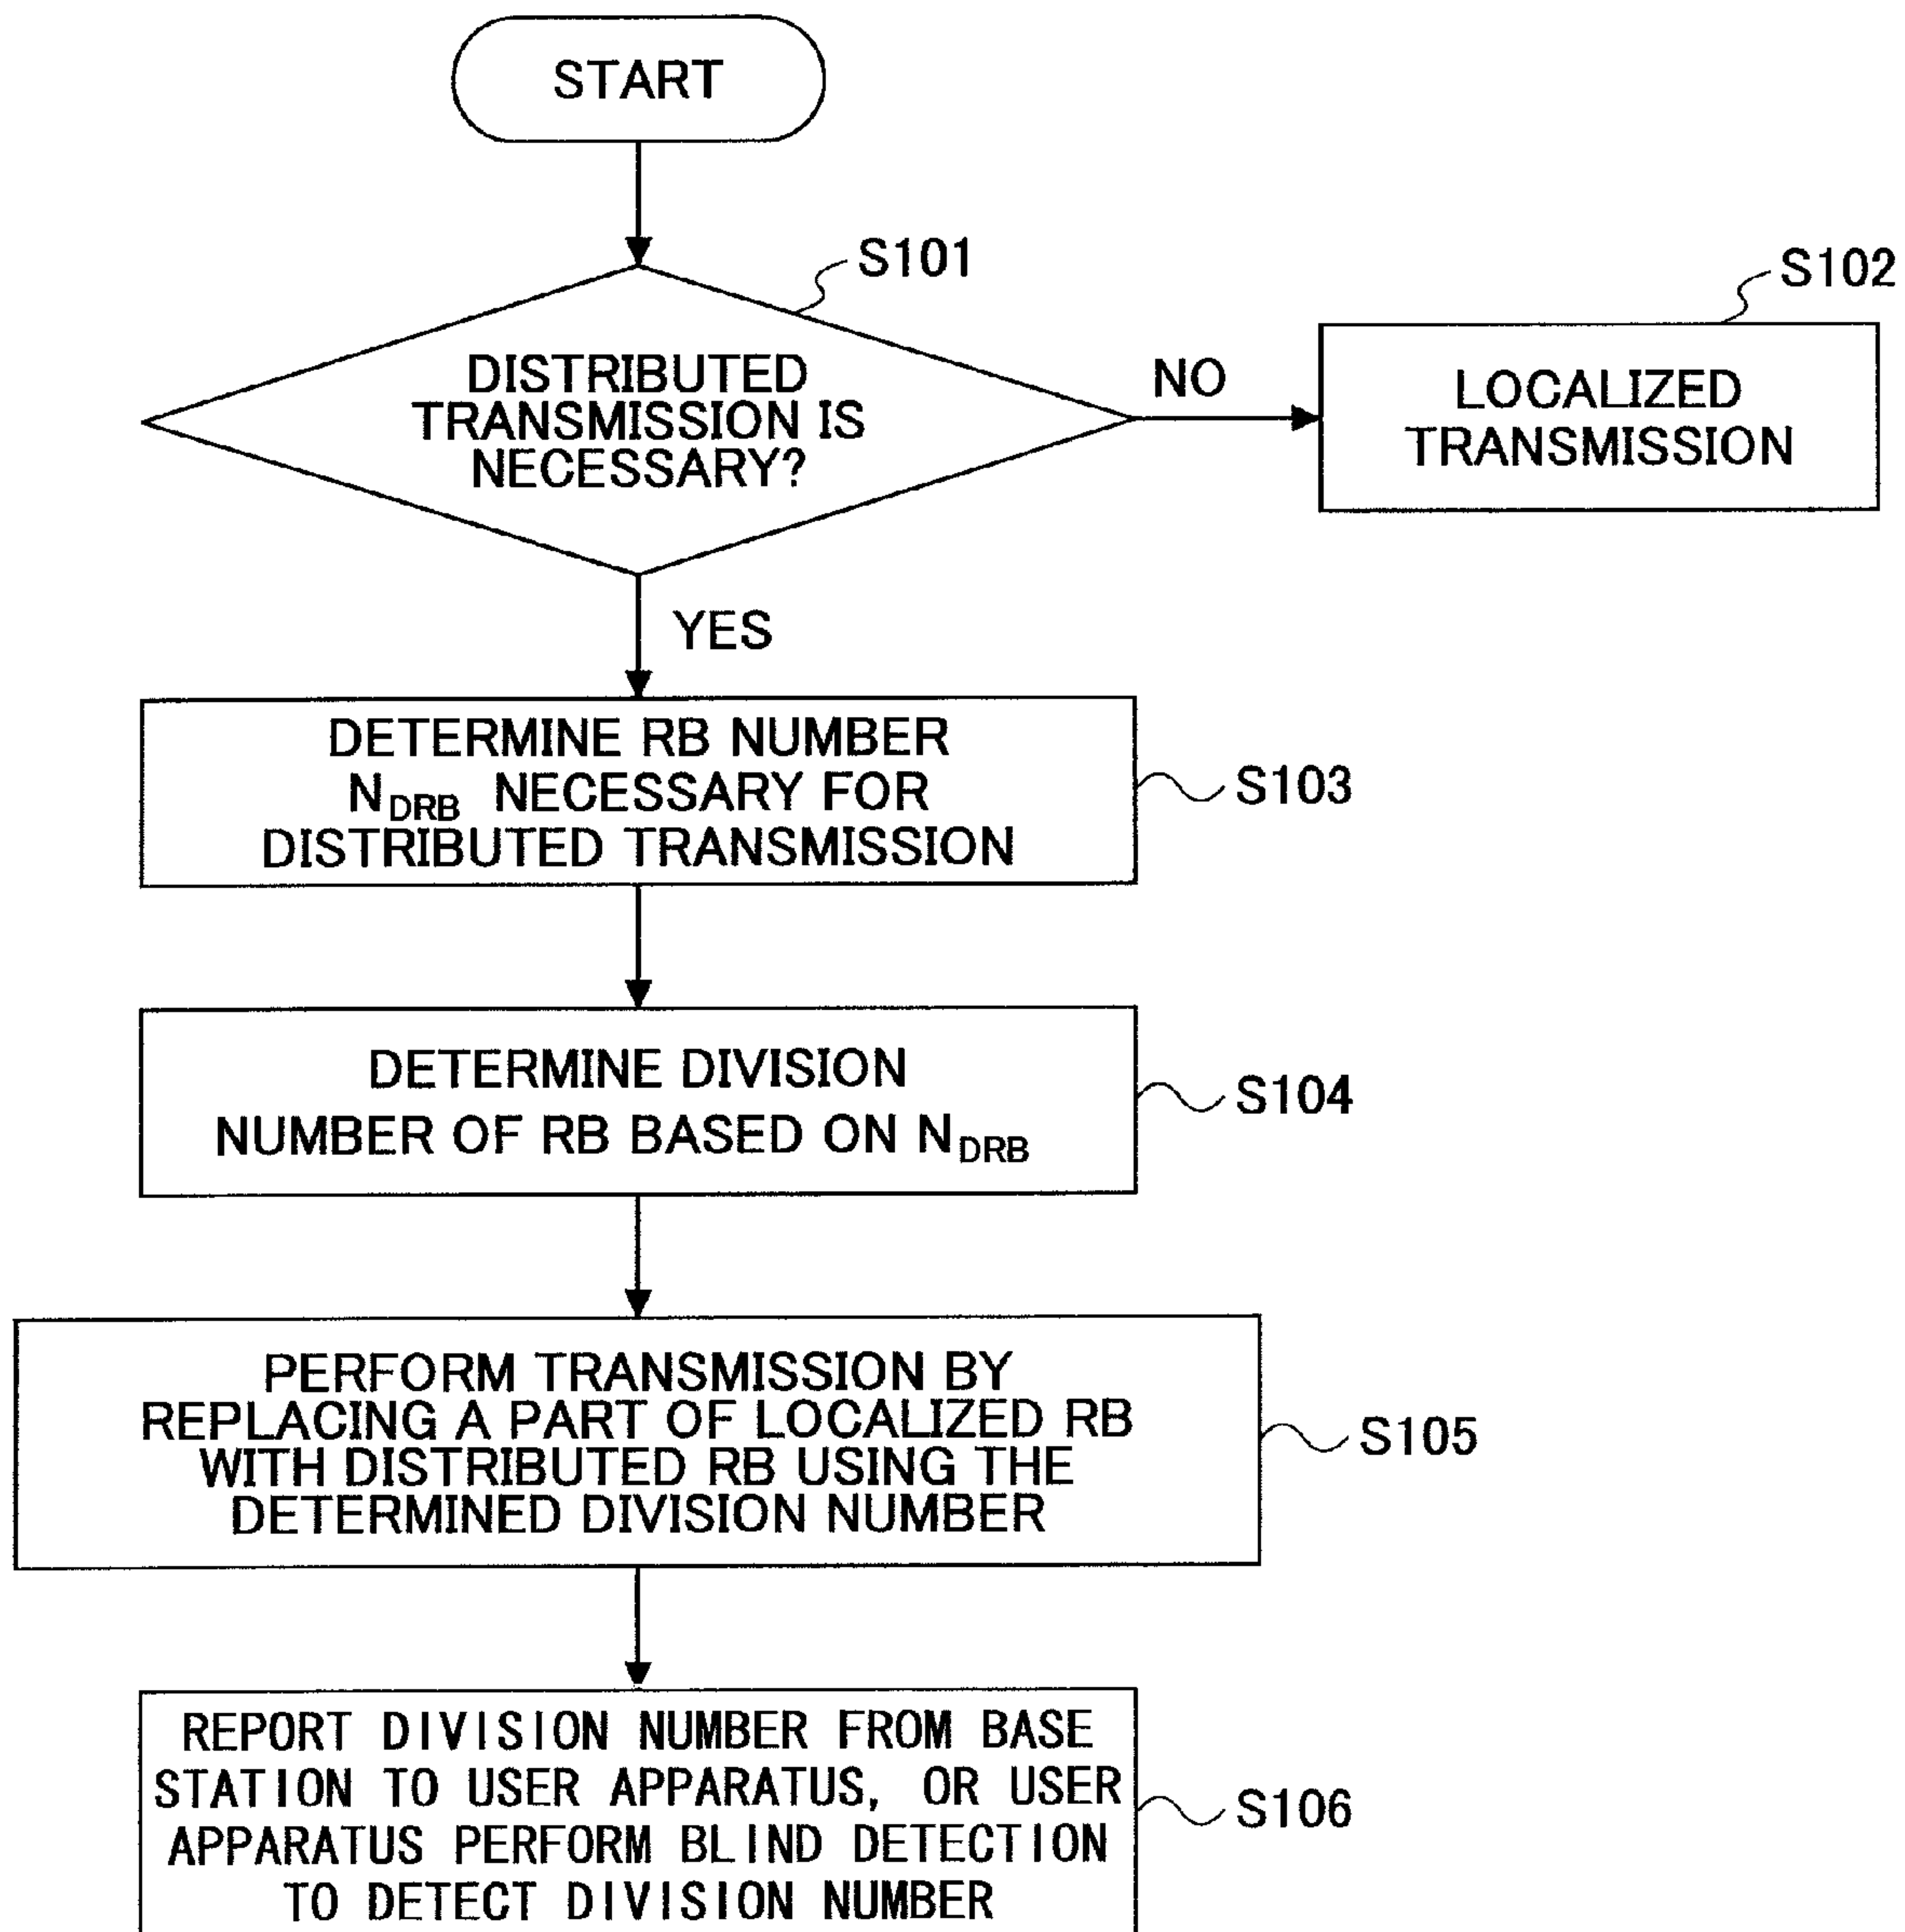 START
S101
DISTRIBUTED
TRANSMISSION IS
NECESSARY?
NO
S102
LOCALIZED
TRANSMISSION
YES
DETERMINE RB NUMBER
N_DRB NECESSARY FOR
DISTRIBUTED TRANSMISSION
S103
DETERMINE DIVISION
NUMBER OF RB BASED ON N_DRB
S104
PERFORM TRANSMISSION BY
REPLACING A PART OF LOCALIZED RB
WITH DISTRIBUTED RB USING THE
DETERMINED DIVISION NUMBER
S105
REPORT DIVISION NUMBER FROM BASE
STATION TO USER APPARATUS, OR USER
APPARATUS PERFORM BLIND DETECTION
TO DETECT DIVISION NUMBER
S106